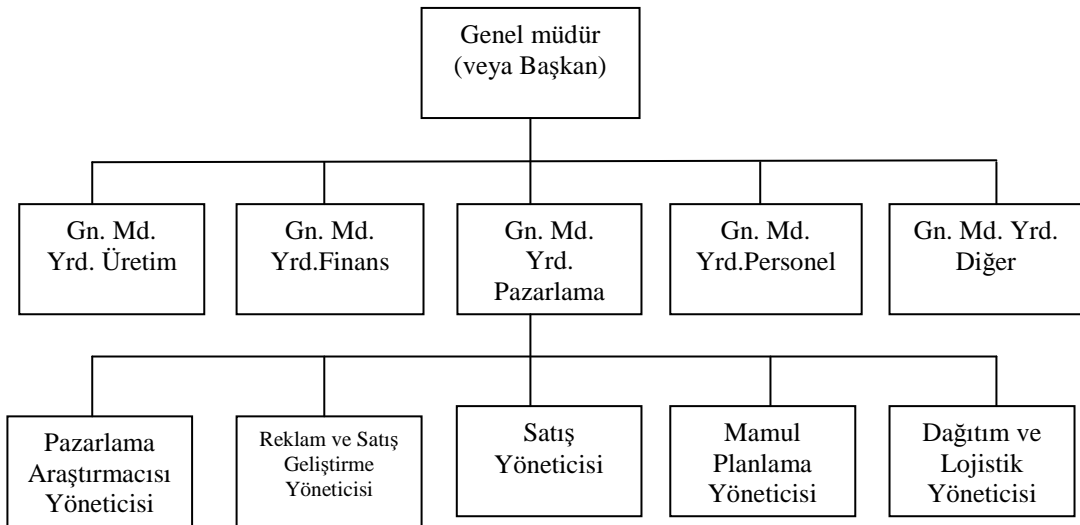 Genel müdür
(veya Başkan)
Gn. Md.
Yrd. Üretim
Gn. Md.
Yrd.Finans
Gn. Md.
Yrd.
Pazarlama
Gn. Md.
Yrd.Personel
Gn. Md. Yrd.
Diğer
Pazarlama
Araştırmacısı
Yöneticisi
Reklam ve Satış
Geliştirme
Yöneticisi
Satış
Yöneticisi
Mamul
Planlama
Yöneticisi
Dağıtım ve
Lojistik
Yöneticisi